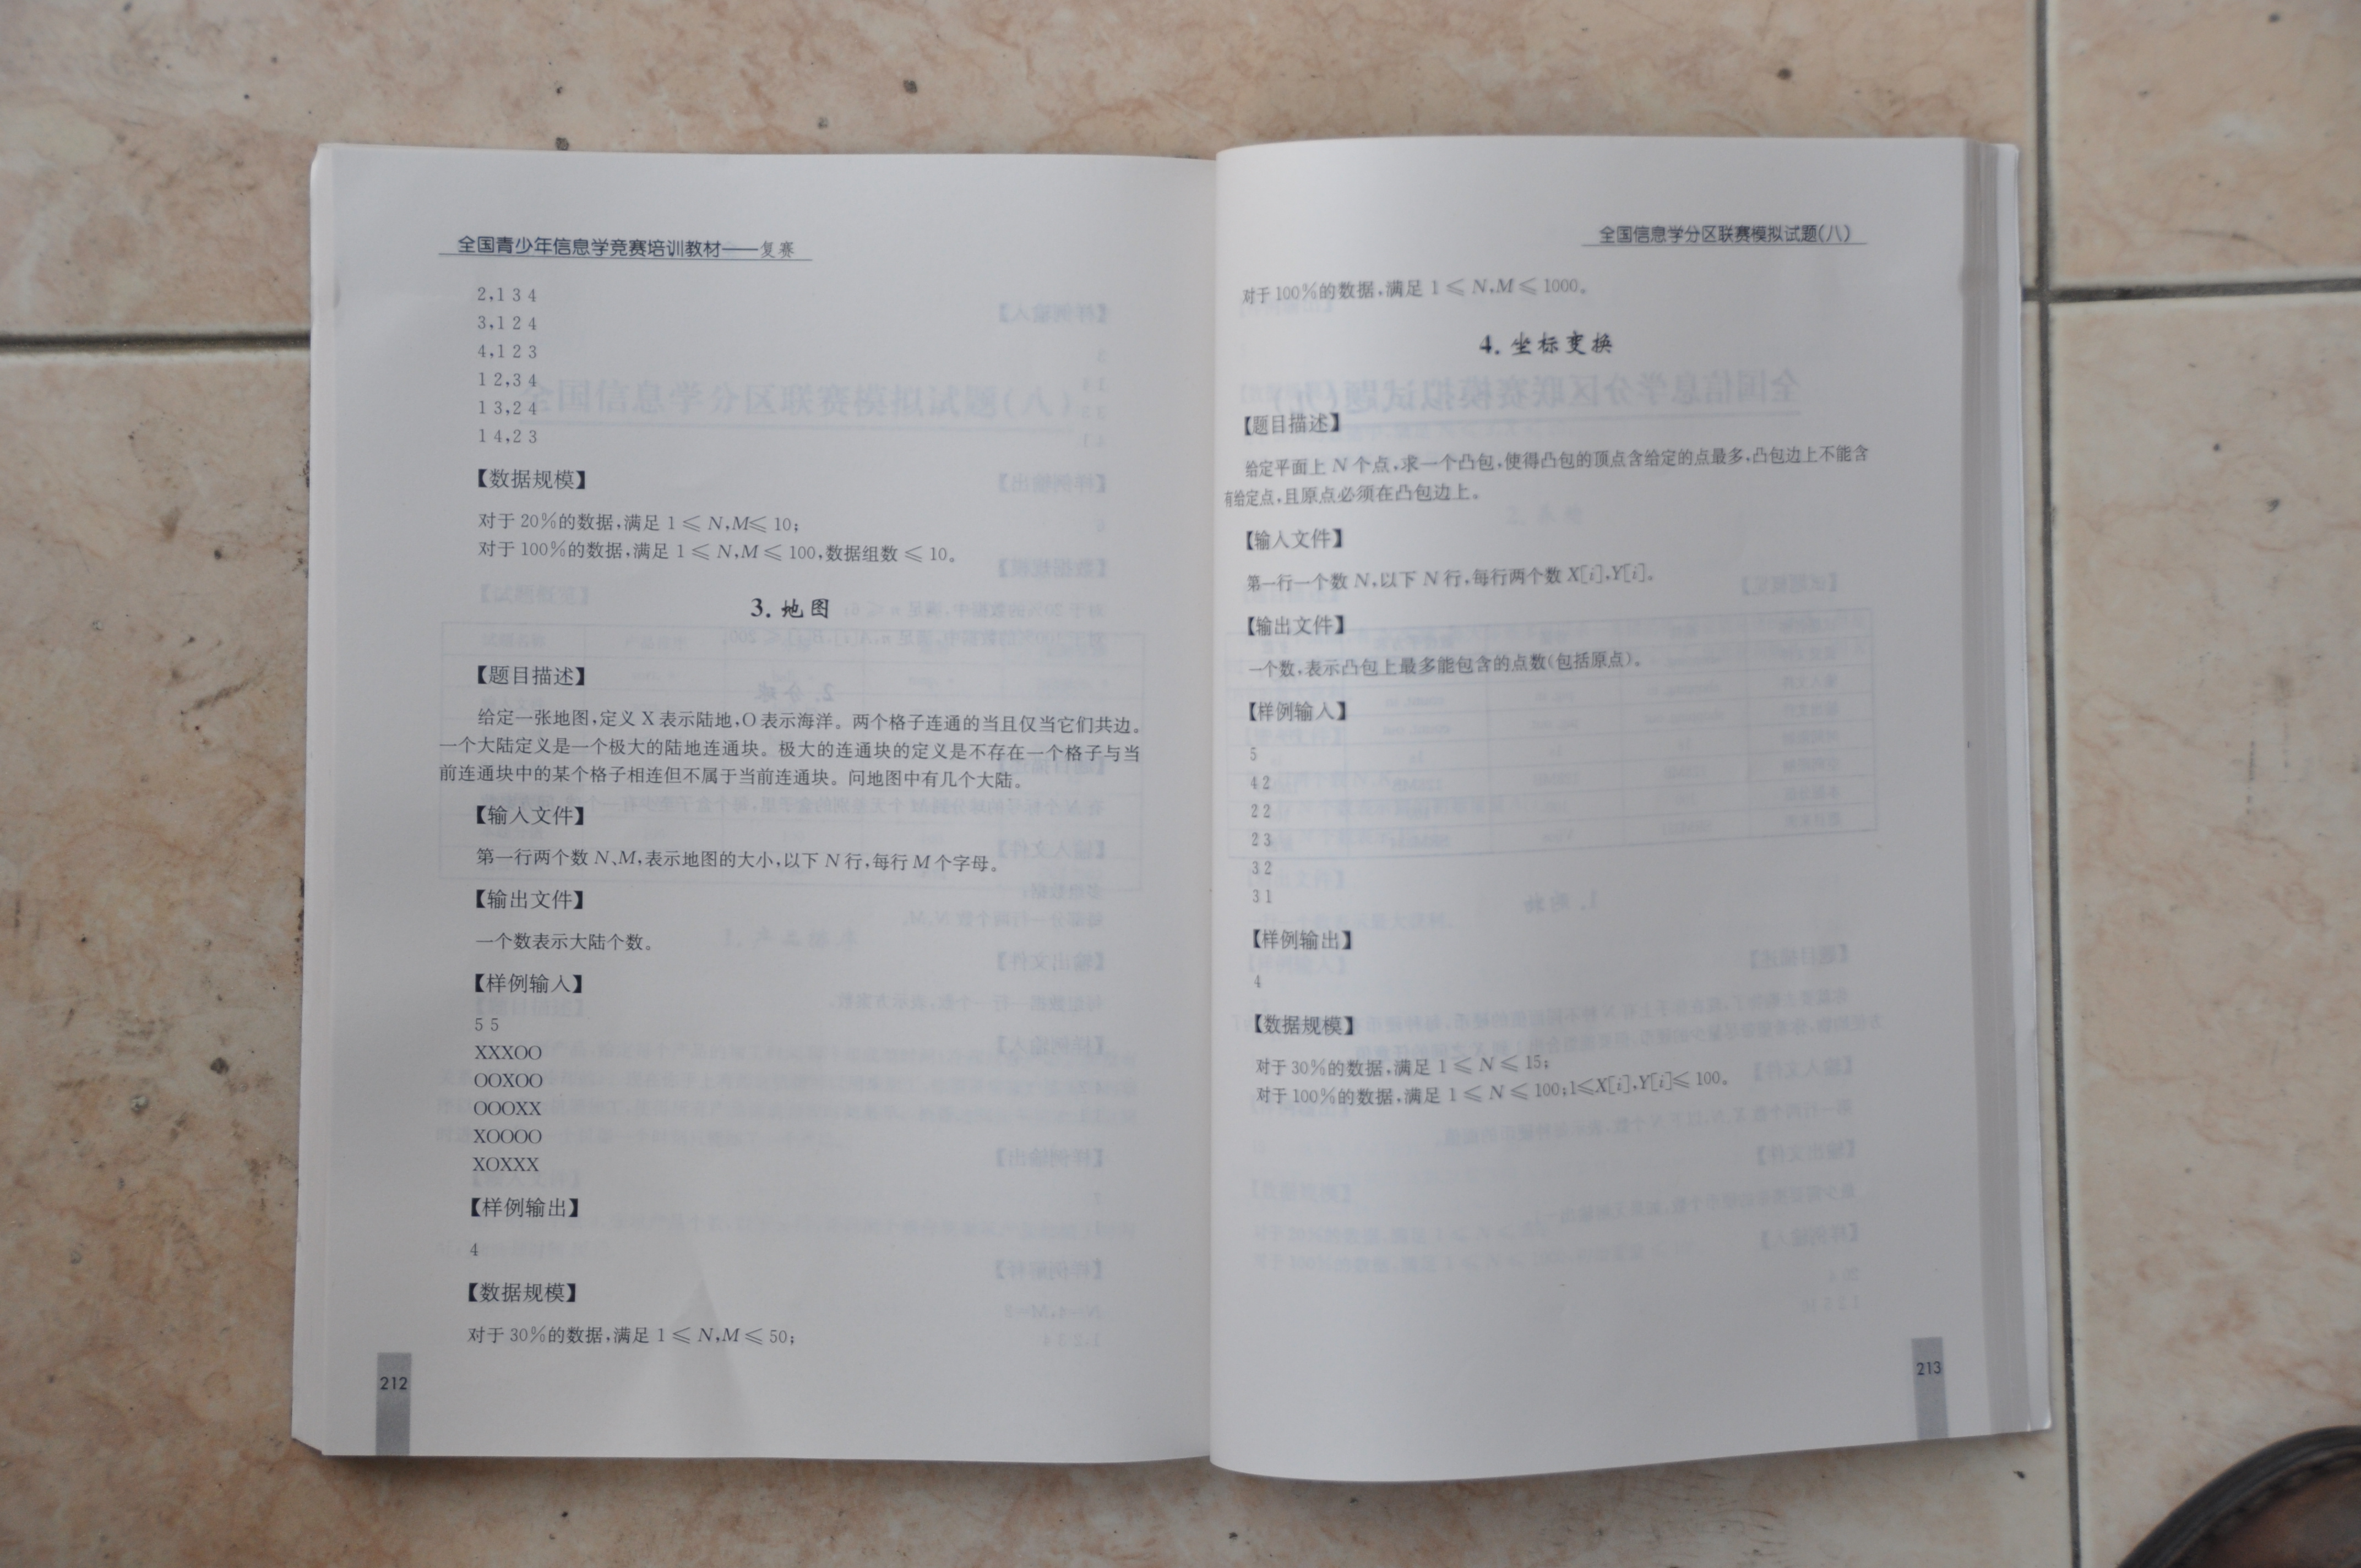 全国青少年信息学竞赛培训教材——复赛
2,1 3 4
3,1 2 4
4,1 2 3
1 2,3 4
1 3,2 4
1 4,2 3
【数据规模】
对于20%的数据,满足 1 ⩽ N,M⩽ 10;
对于100%的数据,满足 1 ⩽ N,M ⩽ 100,数据组数 ⩽ 10。
3. 地图
【题目描述】
给定一张地图,定义 X 表示陆地,O 表示海洋。两个格子连通的当且仅当它们共边。
一个大陆定义是一个极大的陆地连通块。极大的连通块的定义是不存在一个格子与当
前连通块中的某个格子相连但不属于当前连通块。问地图中有几个大陆。
【输入文件】
第一行两个数 N、M,表示地图的大小,以下 N 行,每行 M 个字母。
【输出文件】
一个数表示大陆个数。
【样例输入】
5 5
XXXOO
OOXOO
OOOXX
XOOOO
XOXXX
【样例输出】
4
【数据规模】
对于30%的数据,满足 1 ⩽ N,M ⩽ 50;
212
全国信息学分区联赛模拟试题(八)
对于100%的数据,满足 1 ⩽ N,M ⩽ 1000。
4. 坐标变换
【题目描述】
给定平面上 N 个点,求一个凸包,使得凸包的顶点含给定的点最多,凸包边上不能含
有给定点,且原点必须在凸包边上。
【输入文件】
第一行一个数 N,以下 N 行,每行两个数 X[i],Y[i]。
【输出文件】
一个数,表示凸包上最多能包含的点数(包括原点)。
【样例输入】
5
4 2
2 2
2 3
3 2
3 1
【样例输出】
4
【数据规模】
对于30%的数据,满足 1 ⩽ N ⩽ 15;
对于100%的数据,满足 1 ⩽ N ⩽ 100;1⩽X[i],Y[i]⩽ 100。
213